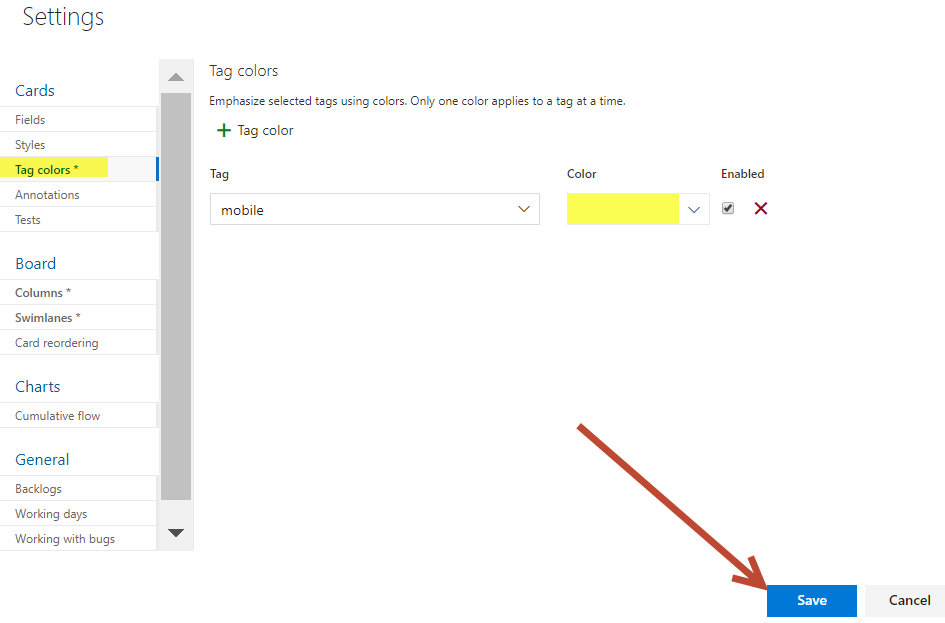 Settings
Cards
Fields
Styles
Tag colors *
Annotations
Tests
Board
Columns *
Swimlanes *
Card reordering
Charts
Cumulative flow
General
Backlogs
Working days
Working with bugs
Tag colors
Emphasize selected tags using colors. Only one color applies to a tag at a time.
+ Tag color
Tag Color Enabled
mobile
Save Cancel